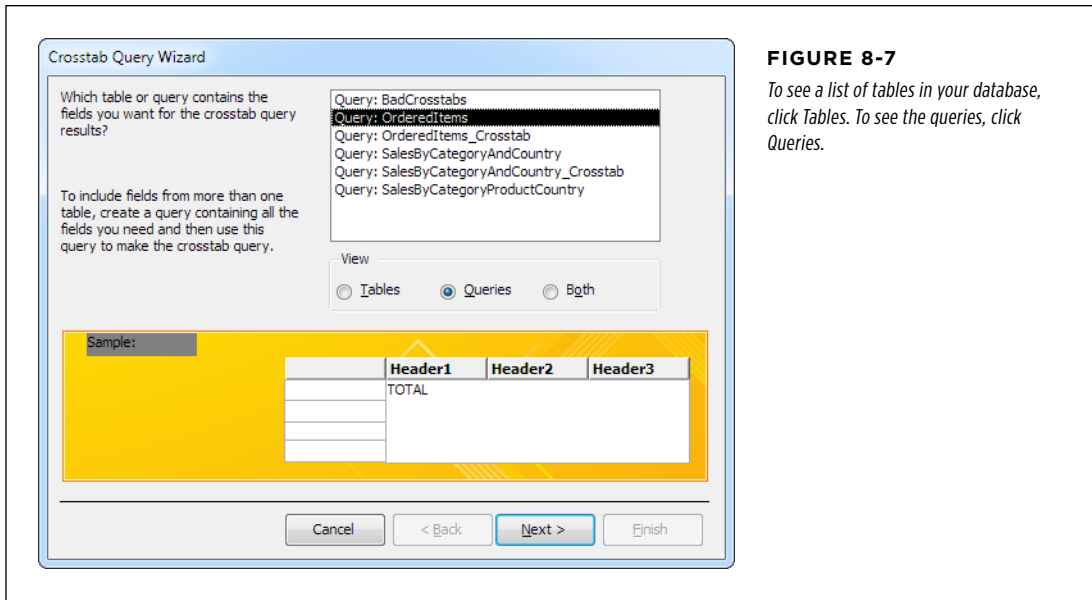 Crosstab Query Wizard
Which table or query contains the
fields you want for the crosstab query
results?
To include fields from more than one
table, create a query containing all the
fields you need and then use this
query to make the crosstab query.
Query: BadCrosstabs
Query: OrderedItems
Query: OrderedItems_Crosstab
Query: SalesByCategoryAndCountry
Query: SalesByCategoryAndCountry_Crosstab
Query: SalesByCategoryProductCountry
View
Tables Queries Both
Sample:
Header1 Header2 Header3
TOTAL
Cancel < Back Next > Finish
FIGURE 8-7
To see a list of tables in your database,
click Tables. To see the queries, click
Queries.